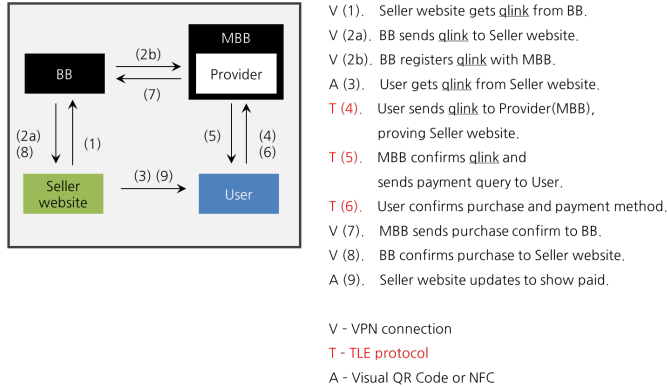 MBB
Provider
BB
(2b)
(7)
(2a)
(8)
(1)
(5)
(4)
(6)
Seller
website
(3) (9)
User
V (1). Seller website gets qlink from BB.
V (2a). BB sends qlink to Seller website.
V (2b). BB registers qlink with MBB.
A (3). User gets qlink from Seller website.
T (4). User sends qlink to Provider(MBB),
proving Seller website.
T (5). MBB confirms qlink and
sends payment query to User.
T (6). User confirms purchase and payment method.
V (7). MBB sends purchase confirm to BB.
V (8). BB confirms purchase to Seller website.
A (9). Seller website updates to show paid.
V - VPN connection
T - TLE protocol
A - Visual QR Code or NFC